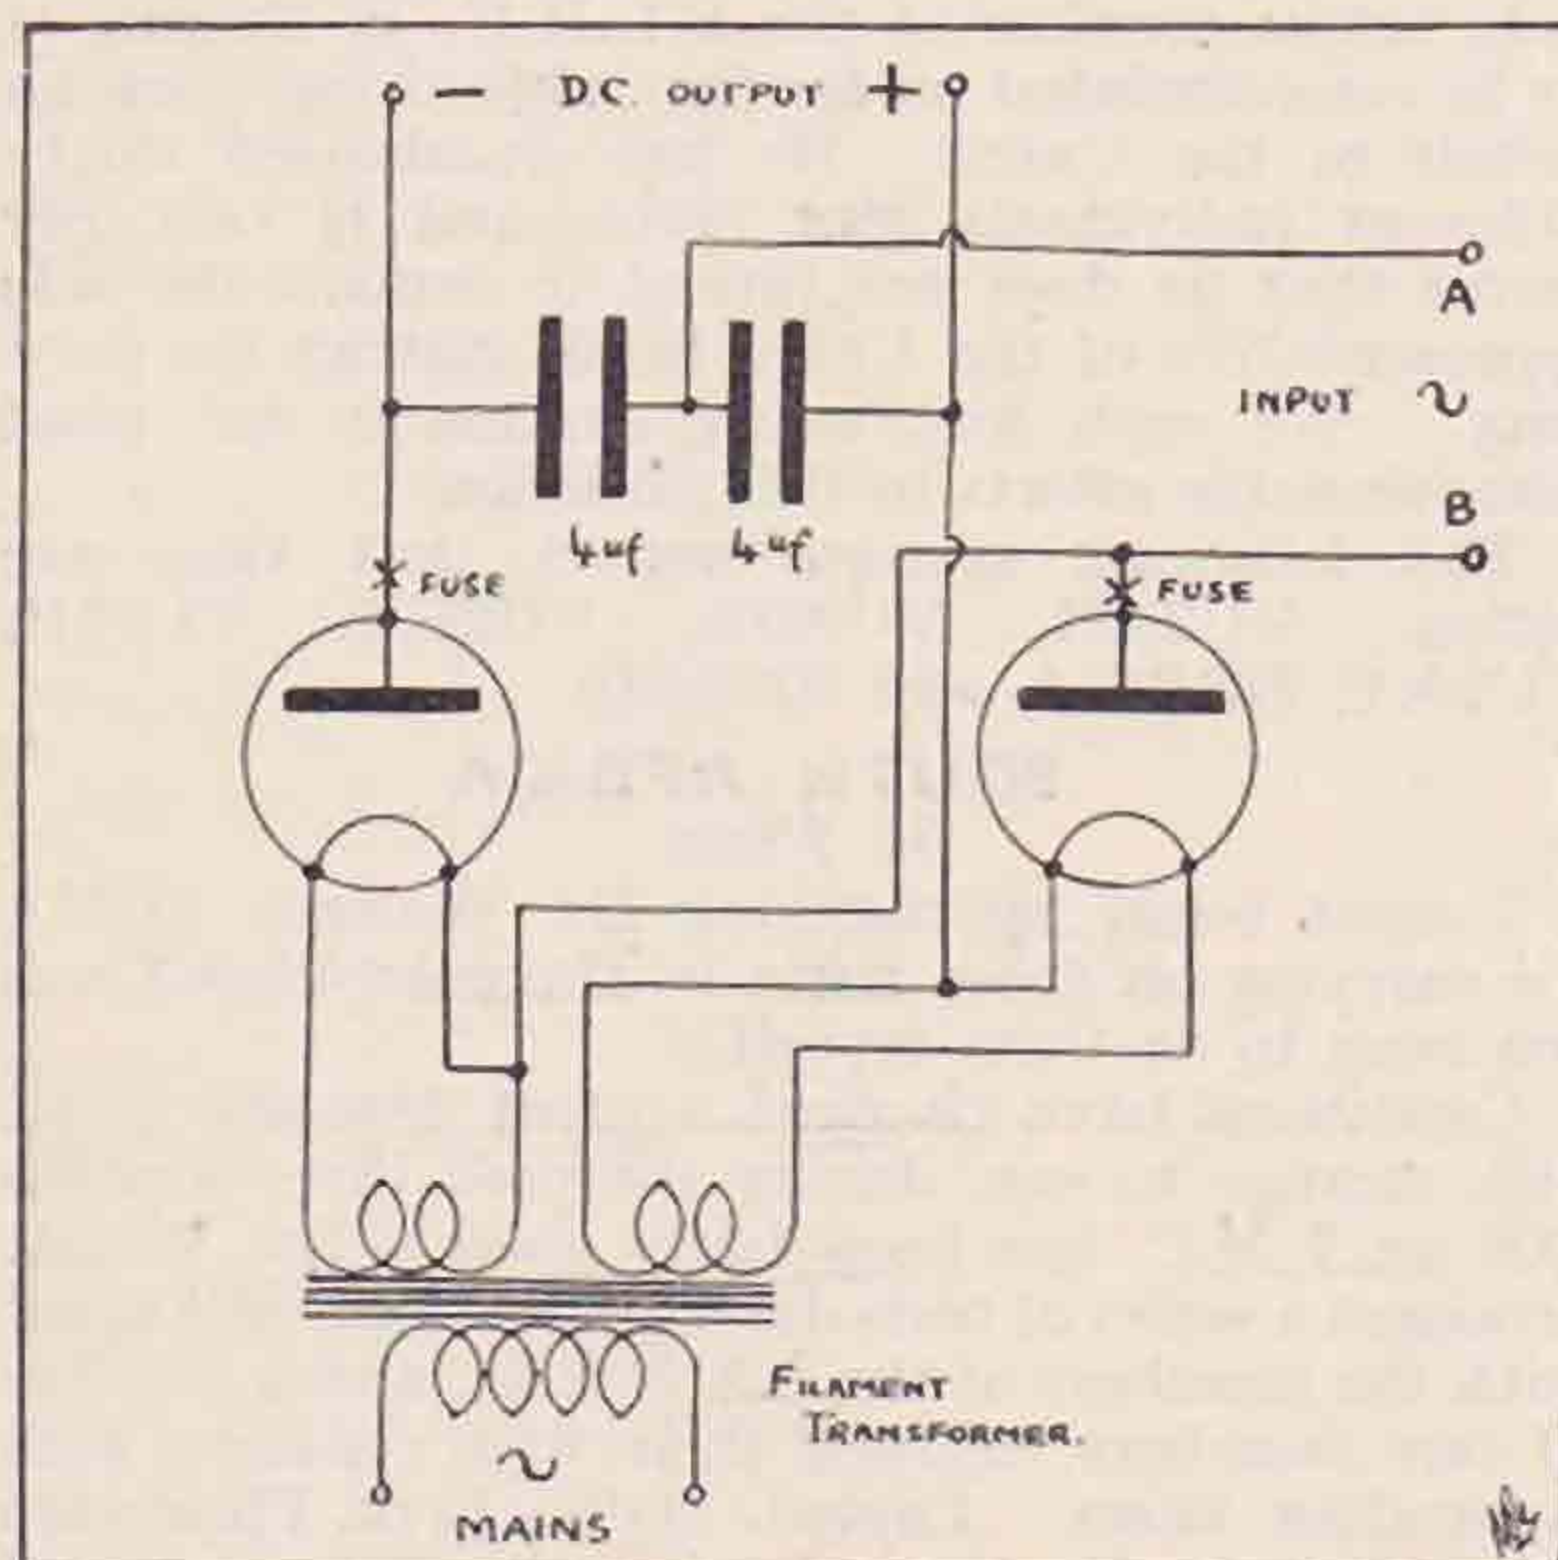 − D.C. OUTPUT +
A
INPUT ~
B
4uf 4uf
FUSE
FUSE
FILAMENT
TRANSFORMER.
~
MAINS